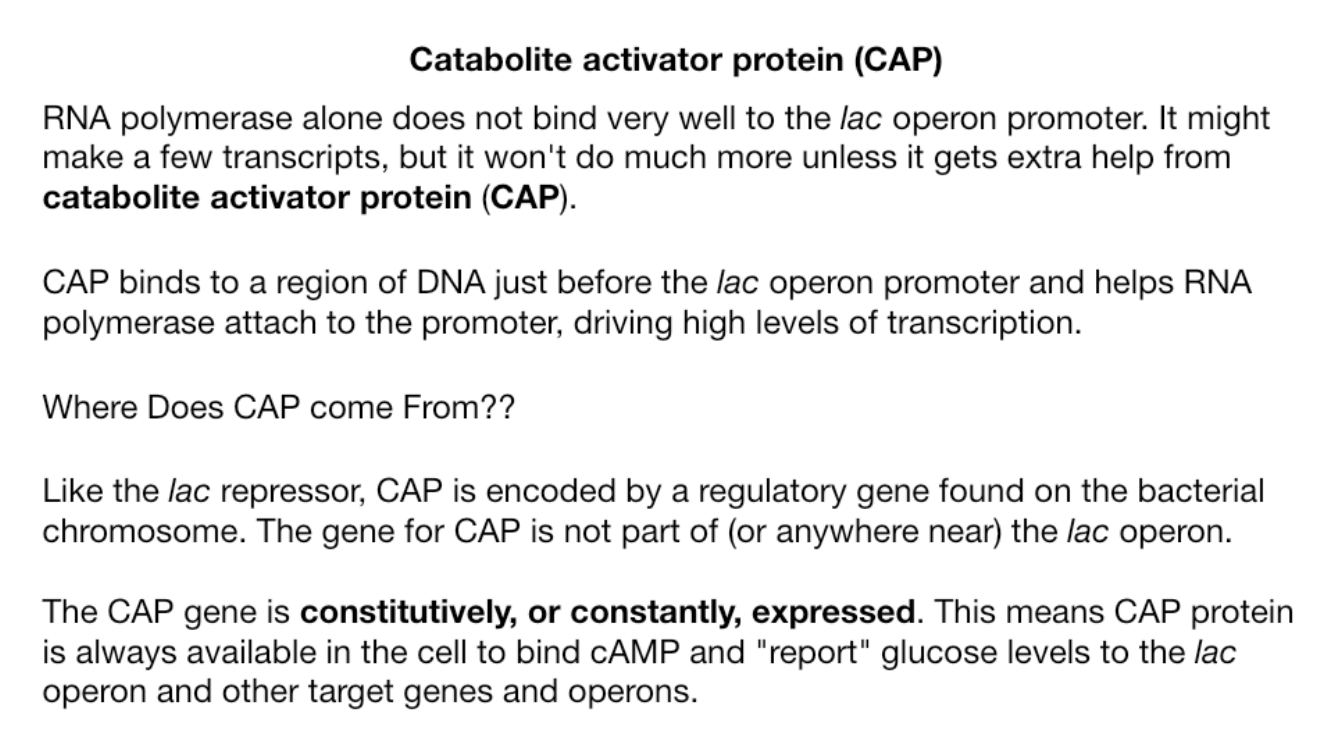 Catabolite activator protein (CAP)
RNA polymerase alone does not bind very well to the lac operon promoter. It might
make a few transcripts, but it won't do much more unless it gets extra help from
catabolite activator protein (CAP).
CAP binds to a region of DNA just before the lac operon promoter and helps RNA
polymerase attach to the promoter, driving high levels of transcription.
Where Does CAP come From??
Like the lac repressor, CAP is encoded by a regulatory gene found on the bacterial
chromosome. The gene for CAP is not part of (or anywhere near) the lac operon.
The CAP gene is constitutively, or constantly, expressed. This means CAP protein
is always available in the cell to bind cAMP and "report" glucose levels to the lac
operon and other target genes and operons.